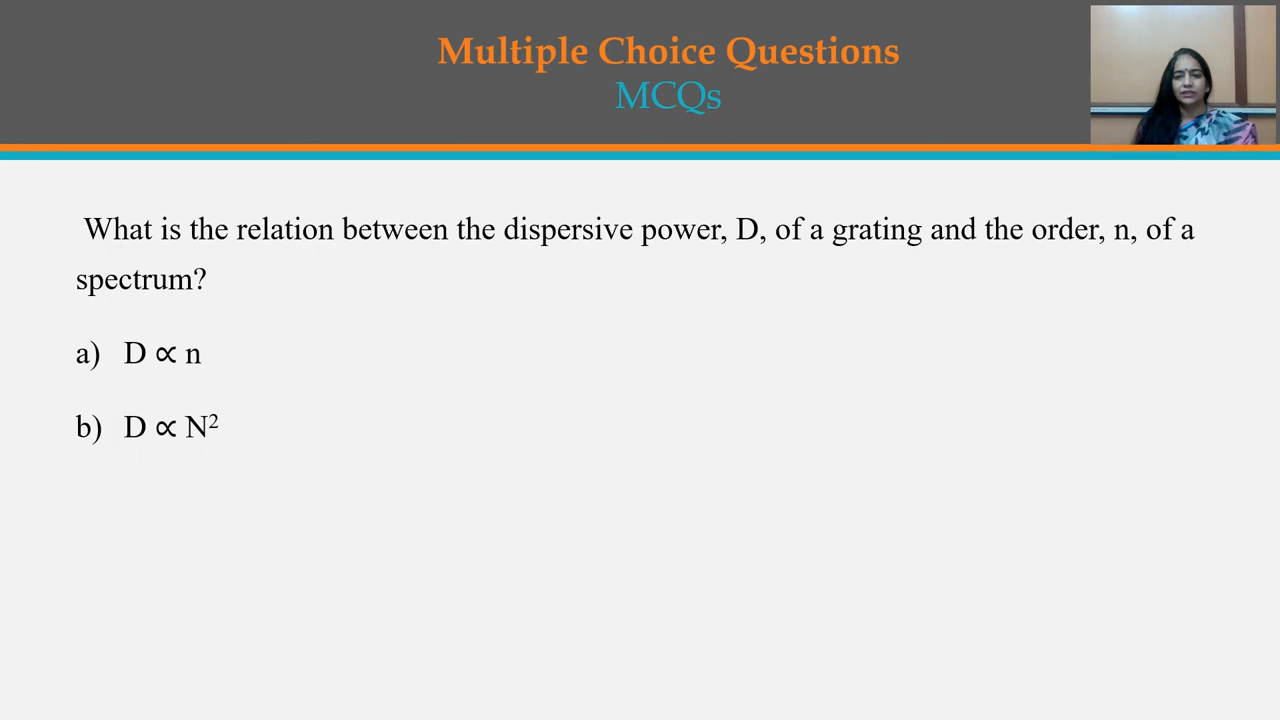 Multiple Choice Questions
MCQs
What is the relation between the dispersive power, D, of a grating and the order, n, of a
spectrum?
a) D ∝ n
b) D ∝ N²